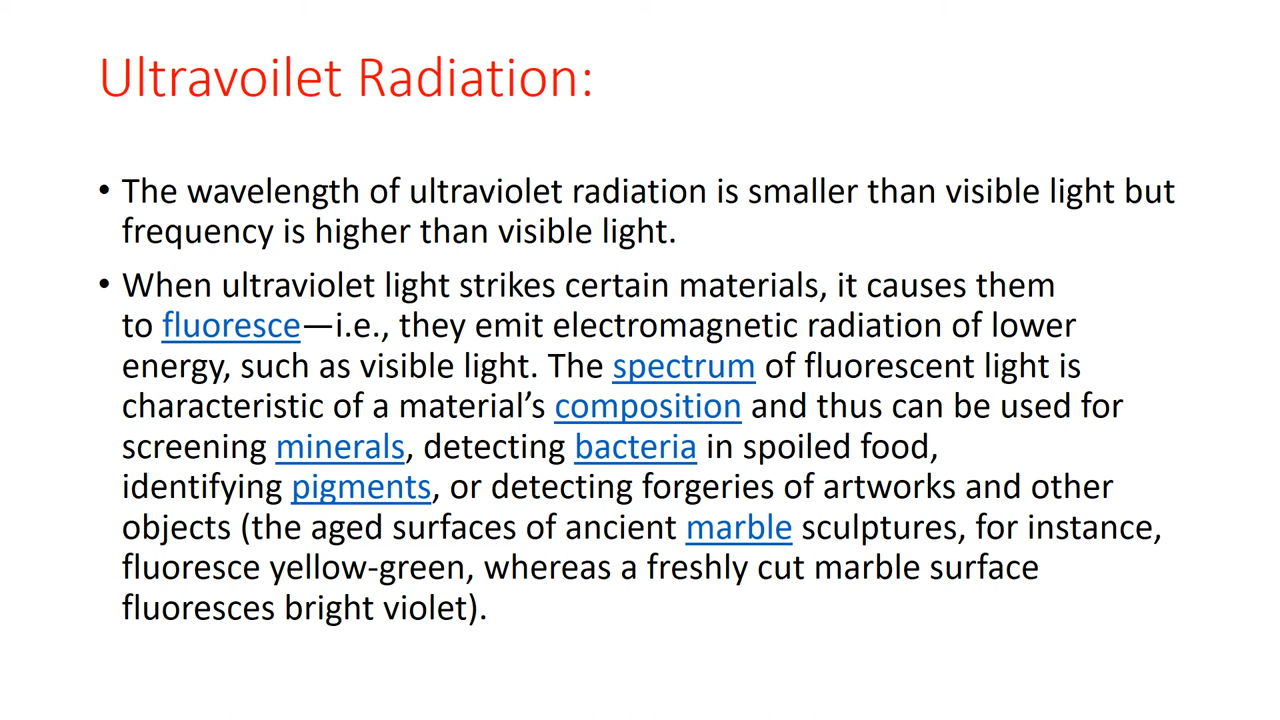 Ultravoilet Radiation:
• The wavelength of ultraviolet radiation is smaller than visible light but
frequency is higher than visible light.
• When ultraviolet light strikes certain materials, it causes them
to fluoresce—i.e., they emit electromagnetic radiation of lower
energy, such as visible light. The spectrum of fluorescent light is
characteristic of a material’s composition and thus can be used for
screening minerals, detecting bacteria in spoiled food,
identifying pigments, or detecting forgeries of artworks and other
objects (the aged surfaces of ancient marble sculptures, for instance,
fluoresce yellow-green, whereas a freshly cut marble surface
fluoresces bright violet).